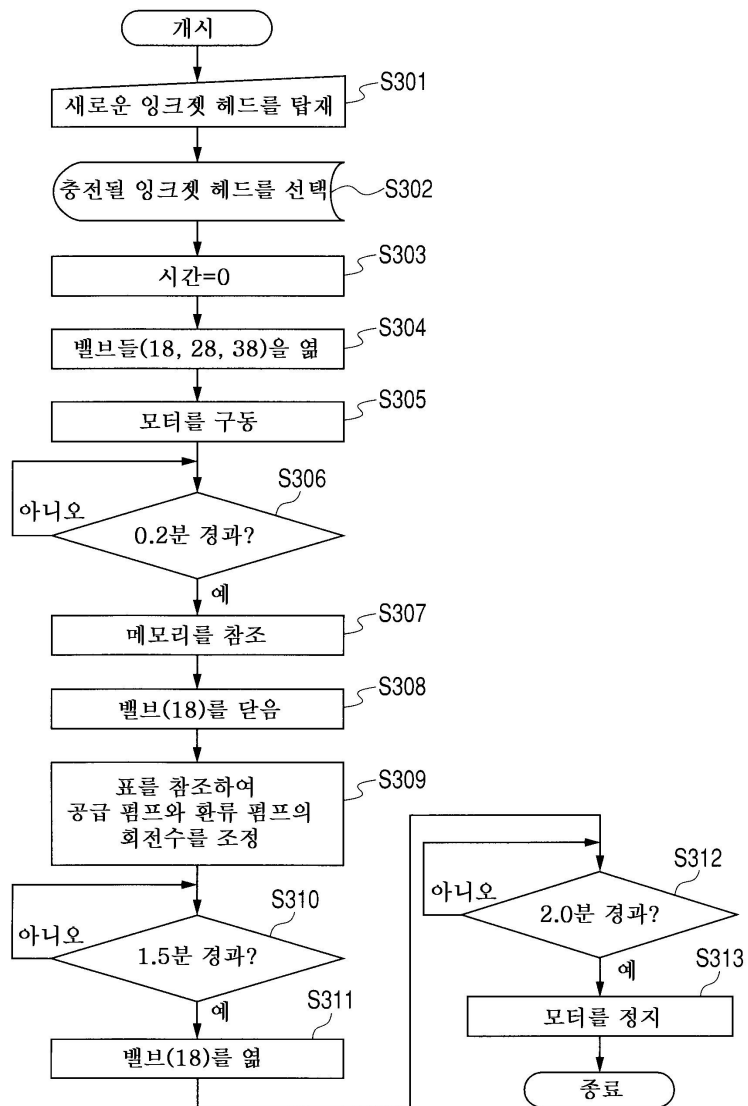 개시
새로운 잉크젯 헤드를 탑재
S301
충전될 잉크젯 헤드를 선택
S302
시간=0
S303
밸브들(18, 28, 38)을 엶
S304
모터를 구동
S305
0.2분 경과?
S306
아니오
예
메모리를 참조
S307
밸브(18)를 닫음
S308
표를 참조하여
공급 펌프와 환류 펌프의
회전수를 조정
S309
1.5분 경과?
S310
아니오
예
밸브(18)를 엶
S311
2.0분 경과?
S312
아니오
예
모터를 정지
S313
종료